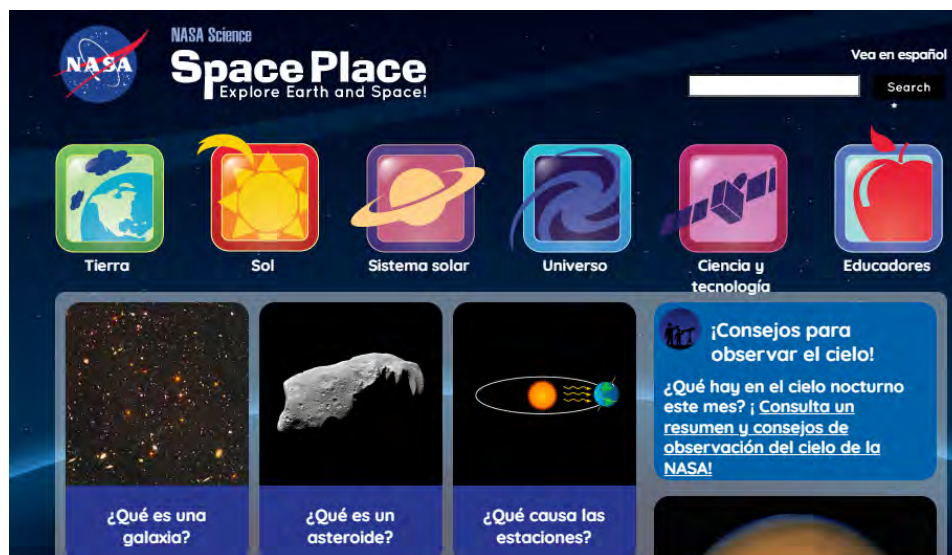 NASA
NASA Science
Space Place
Explore Earth and Space!
Vea en español
Search
Tierra
Sol
Sistema solar
Universo
Ciencia y
tecnología
Educadores
¿Qué es una
galaxia?
¿Qué es un
asteroide?
¿Qué causa las
estaciones?
¡Consejos para
observar el cielo!
¿Qué hay en el cielo nocturno
este mes? ¡ Consulta un
resumen y consejos de
observación del cielo de la
NASA!